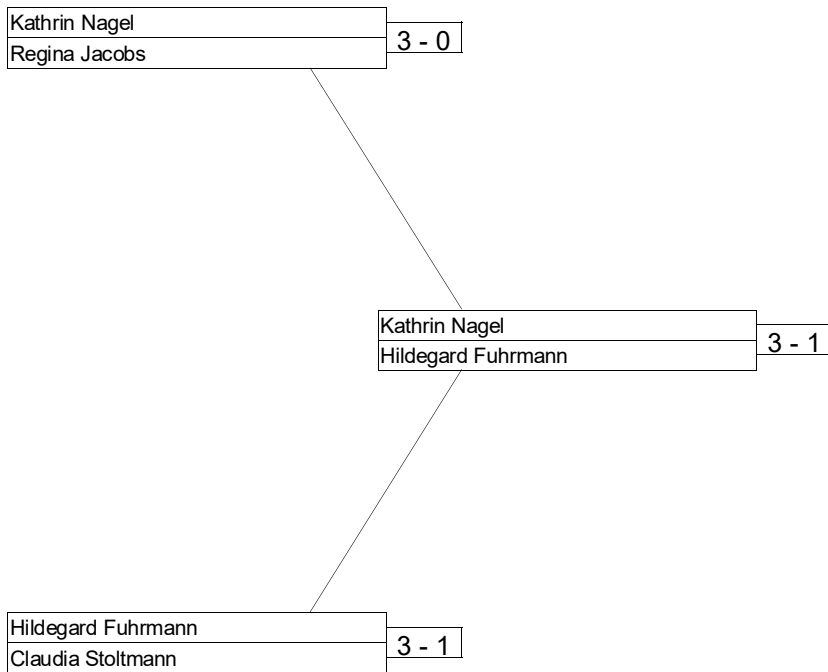 Kathrin Nagel
Regina Jacobs
3 - 0
Kathrin Nagel
Hildegard Fuhrmann
3 - 1
Hildegard Fuhrmann
Claudia Stoltmann
3 - 1